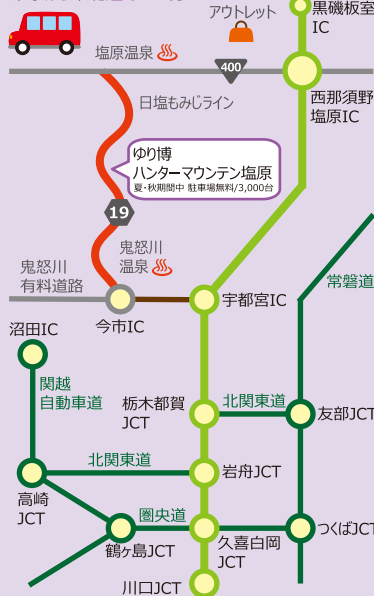 アウトレット
黒磯板室
IC
塩原温泉
400
日塩もみじライン
西那須野
塩原IC
ゆり博
ハンターマウンテン塩原
夏・秋期間中 駐車場無料/3,000台
19
鬼怒川
温泉
鬼怒川
有料道路
常磐道
宇都宮IC
今市IC
沼田IC
関越
自動車道
栃木都賀
JCT
北関東道
友部JCT
北関東道
岩舟JCT
高崎
JCT
圏央道
鶴ヶ島JCT
久喜白岡
JCT
つくばJCT
川口JCT